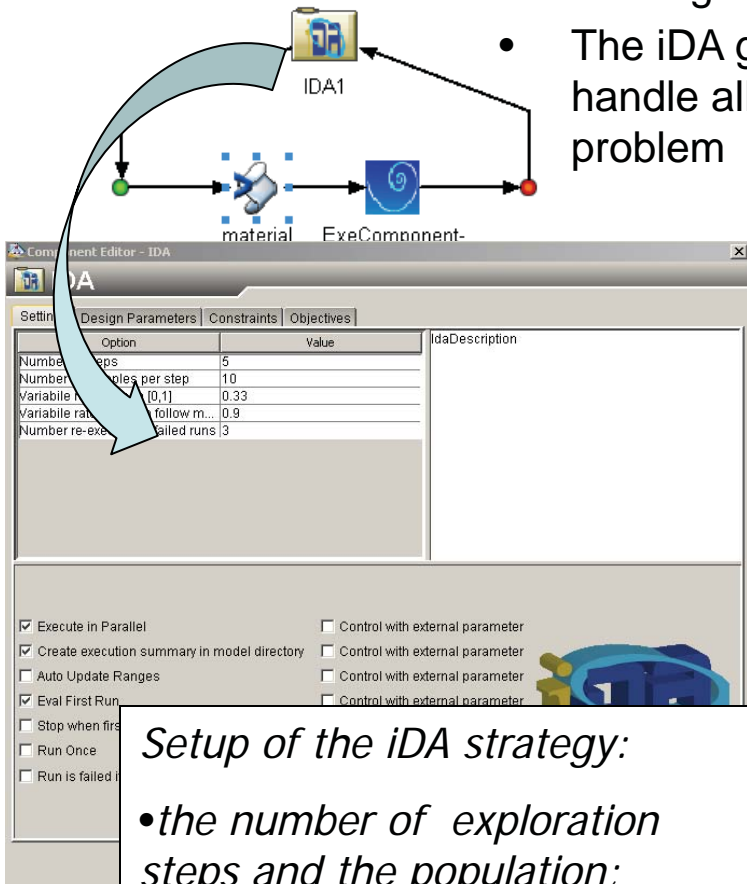 IDA1
• The iDA g
handle al
problem
material ExeComponent-
Component Editor - IDA
IDA
Settin Design Parameters Constraints Objectives
Option Value
IdaDescription
Number eps 5
Number ples per step 10
Variabile [0,1] 0.33
Variabile rat follow m... 0.9
Number re-exe failed runs 3
Execute in Parallel Control with external parameter
Create execution summary in model directory Control with external parameter
Auto Update Ranges Control with external parameter
Eval First Run Control with external parameter
Stop when firs
Run Once
Run is failed i
Setup of the iDA strategy:
•the number of exploration
steps and the population;